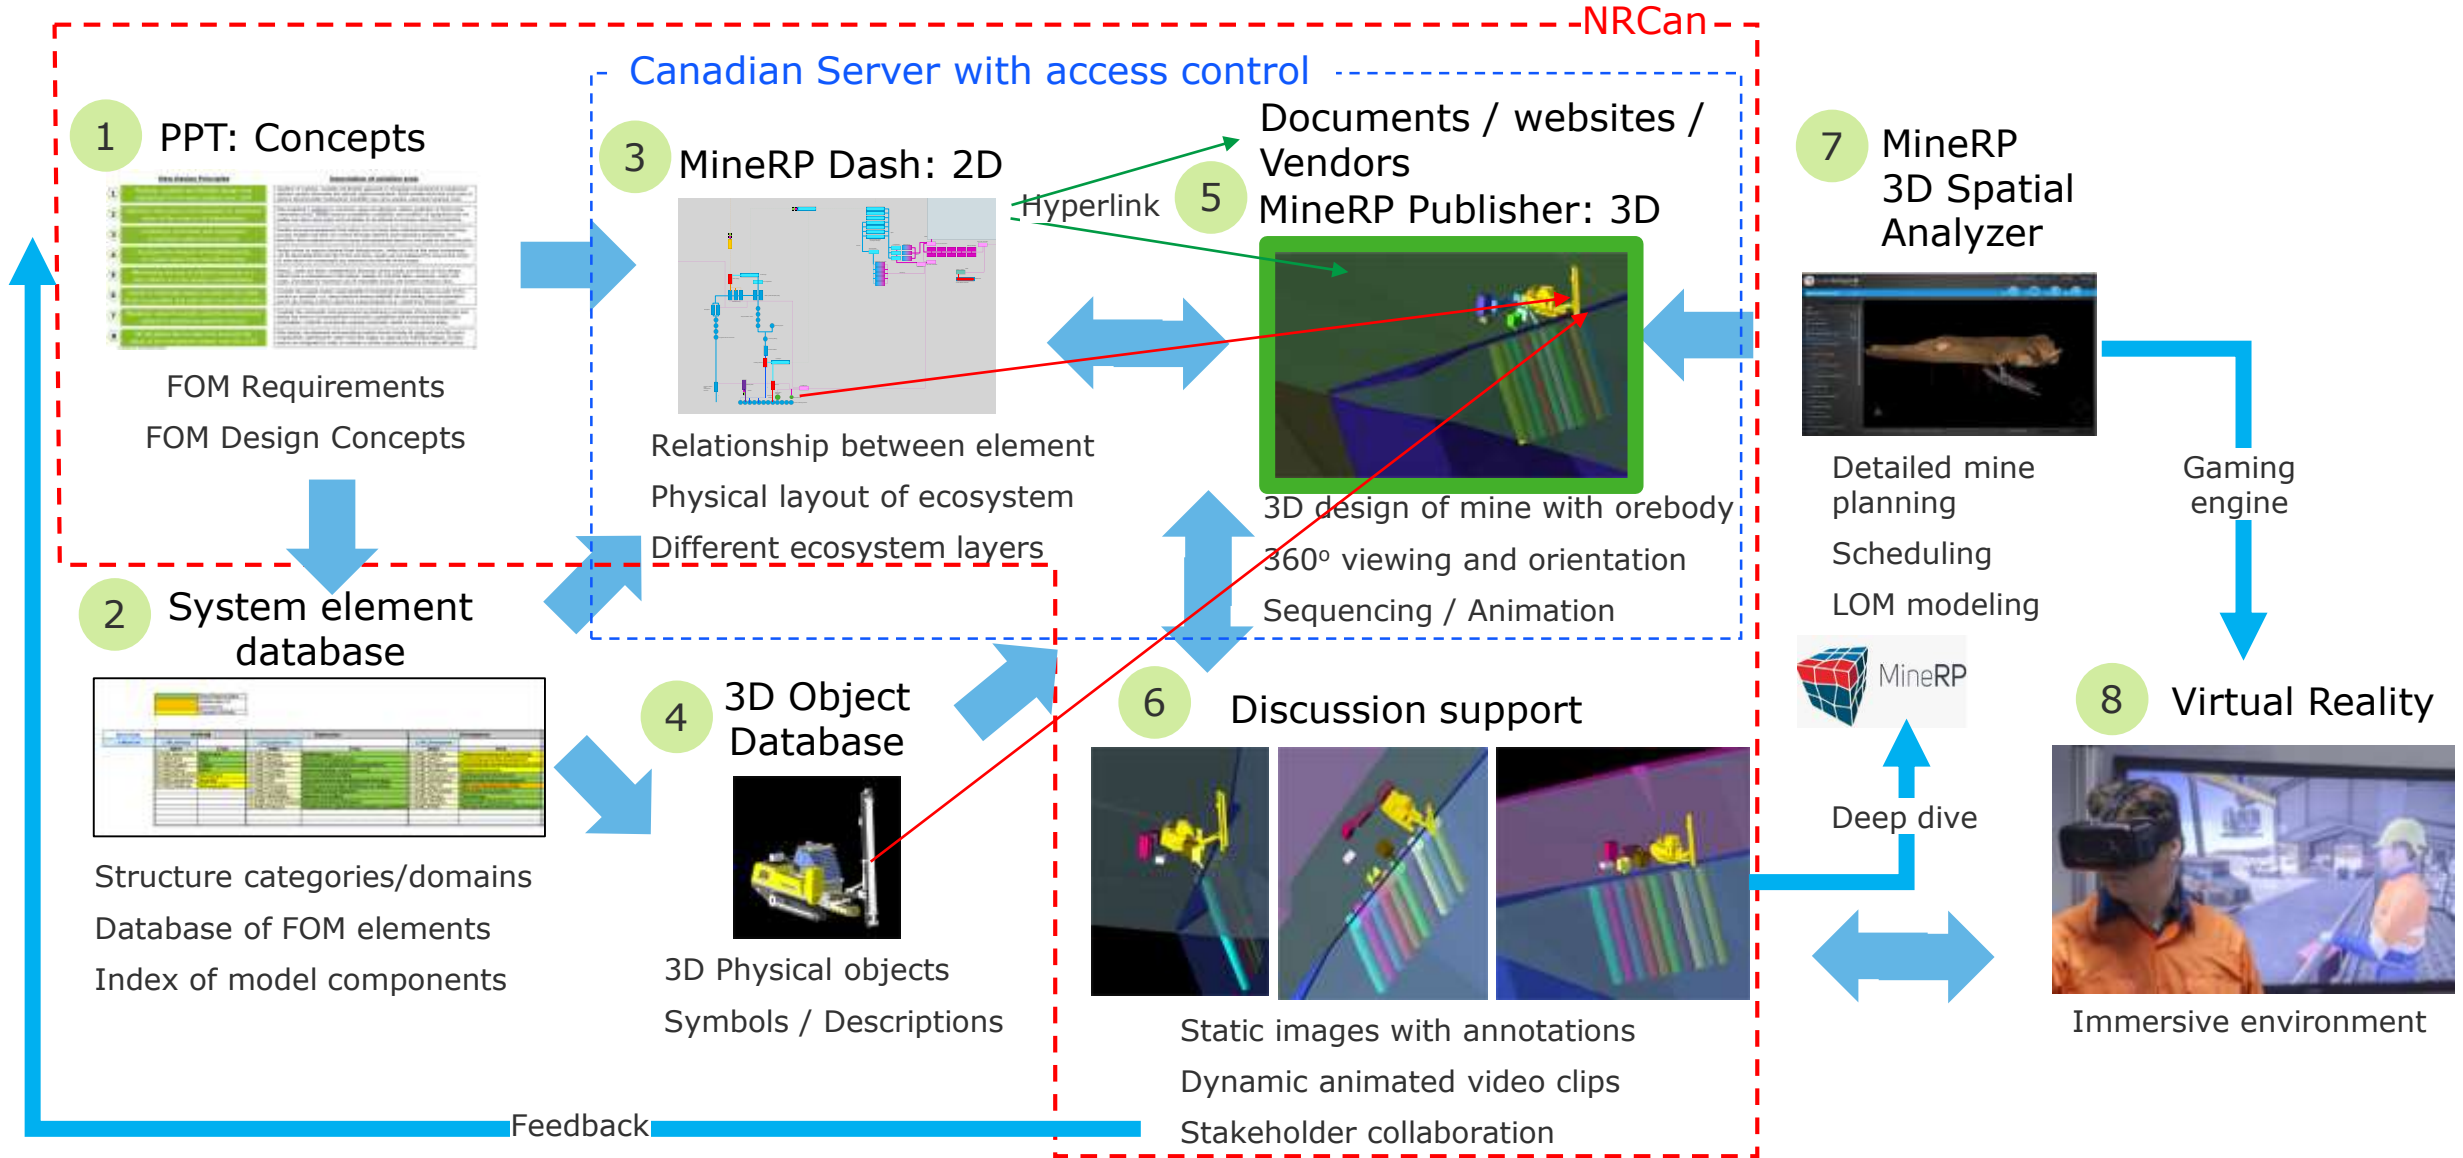 NRCan
Canadian Server with access control
1
PPT: Concepts
FOM Requirements
FOM Design Concepts
2
System element
database
Structure categories/domains
Database of FOM elements
Index of model components
3
MineRP Dash: 2D
Relationship between element
Physical layout of ecosystem
Different ecosystem layers
Hyperlink
Documents / websites /
Vendors
5
MineRP Publisher: 3D
3D design of mine with orebody
360º viewing and orientation
Sequencing / Animation
4
3D Object
Database
3D Physical objects
Symbols / Descriptions
6
Discussion support
Static images with annotations
Dynamic animated video clips
Stakeholder collaboration
Feedback
7
MineRP
3D Spatial
Analyzer
Detailed mine
planning
Scheduling
LOM modeling
MineRP
Deep dive
Gaming
engine
8
Virtual Reality
Immersive environment